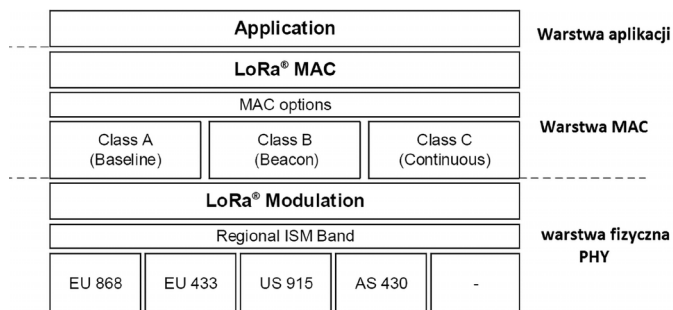 Application
Warstwa aplikacji
LoRa® MAC
MAC options
Class A
(Baseline)
Class B
(Beacon)
Class C
(Continuous)
Warstwa MAC
LoRa® Modulation
Regional ISM Band
EU 868
EU 433
US 915
AS 430
-
warstwa fizyczna
PHY